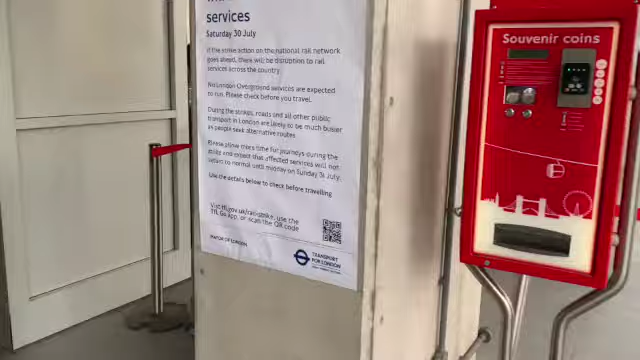 services
Saturday 30 July
If the strike action on the national rail network
goes ahead, there will be disruption to rail
services across the country.
No London Overground services are expected
to run. Please check before you travel.
During the strikes, roads and all other public
transport in London are likely to be much busier
as people seek alternative routes.
Please allow more time for journeys during the
strike and expect that affected services will not
return to normal until midday on Sunday 31 July.
Use the details below to check before travelling
Visit tfl.gov.uk/rail-strike, use the
TfL Go app, or scan the QR code
MAYOR OF LONDON
TRANSPORT
FOR LONDON
Souvenir coins